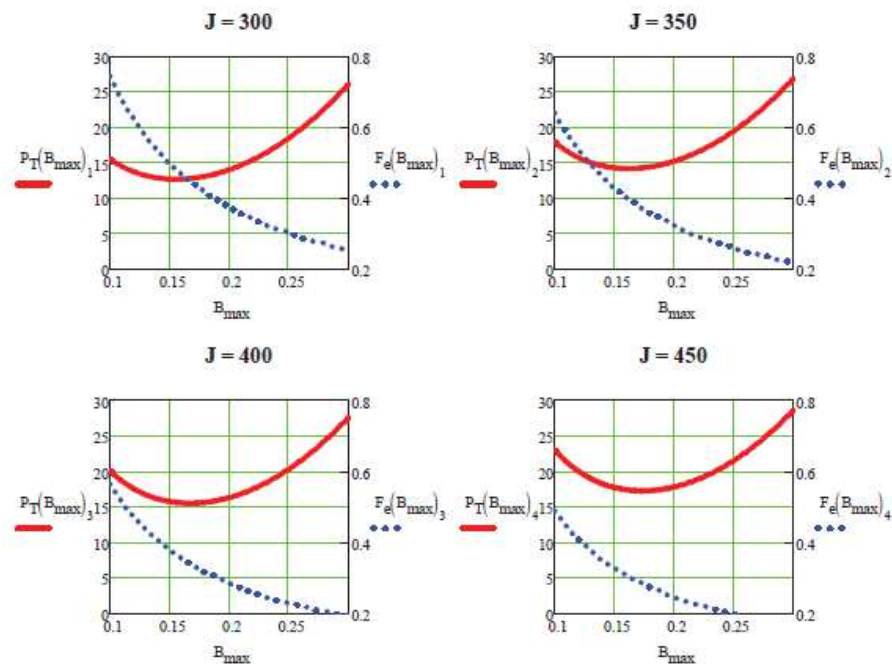 J = 300
30
25
20
15
10
5
0
P_T(B_max)_1
0.8
0.6
0.4
0.2
F_e(B_max)_1
0.1 0.15 0.2 0.25
B_max
J = 350
30
25
20
15
10
5
0
P_T(B_max)_2
0.8
0.6
0.4
0.2
F_e(B_max)_2
0.1 0.15 0.2 0.25
B_max
J = 400
30
25
20
15
10
5
0
P_T(B_max)_3
0.8
0.6
0.4
0.2
F_e(B_max)_3
0.1 0.15 0.2 0.25
B_max
J = 450
30
25
20
15
10
5
0
P_T(B_max)_4
0.8
0.6
0.4
0.2
F_e(B_max)_4
0.1 0.15 0.2 0.25
B_max